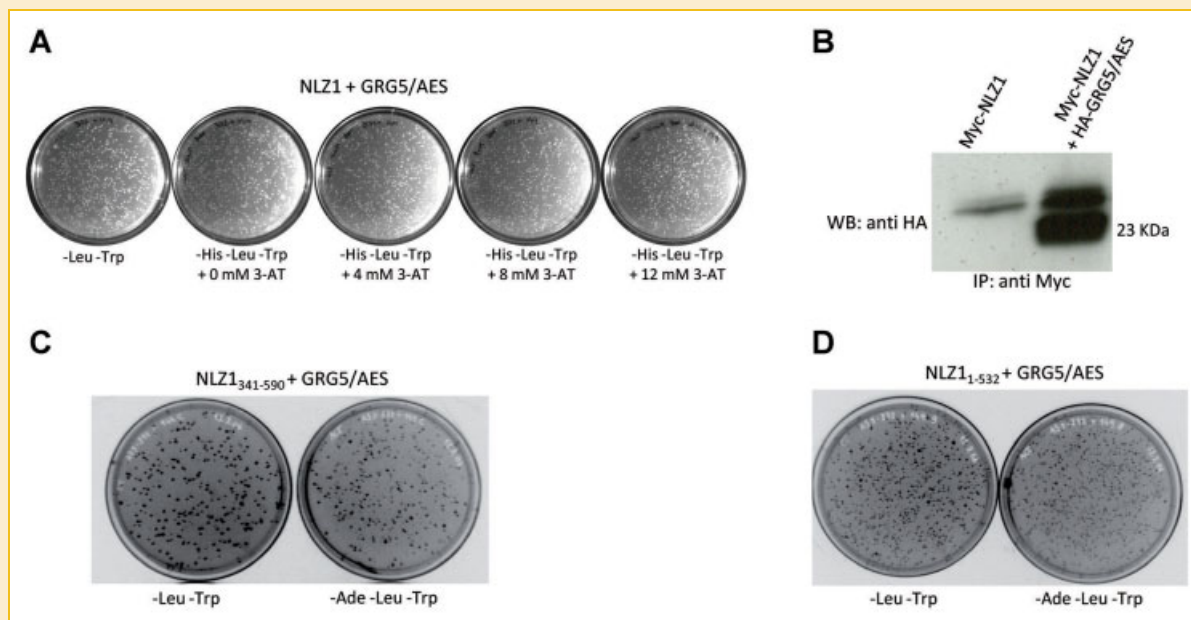 A
NLZ1 + GRG5/AES
-Leu -Trp
-His -Leu -Trp
+ 0 mM 3-AT
-His -Leu -Trp
+ 4 mM 3-AT
-His -Leu -Trp
+ 8 mM 3-AT
-His -Leu -Trp
+ 12 mM 3-AT
B
Myc-NLZ1
Myc-NLZ1
+ HA-GRG5/AES
WB: anti HA
23 KDa
IP: anti Myc
C
NLZ1341-590 + GRG5/AES
-Leu -Trp
-Ade -Leu -Trp
D
NLZ11-532 + GRG5/AES
-Leu -Trp
-Ade -Leu -Trp